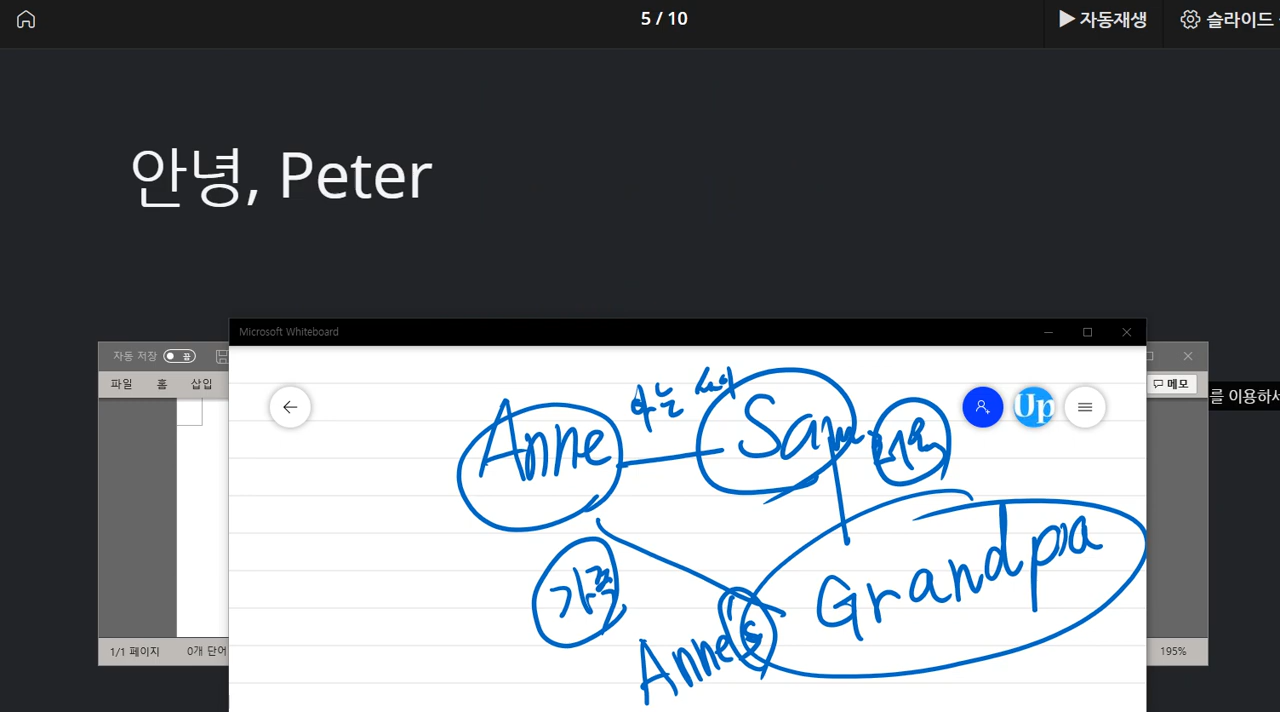 5 / 10
▶ 자동재생
슬라이드
안녕, Peter
Microsoft Whiteboard
자동 저장 끔
파일 홈 삽입
메모
Up
를 이용하
Anne
Sam
가족
Grandpa
Anne's
1/1 페이지 0개 단어
195%